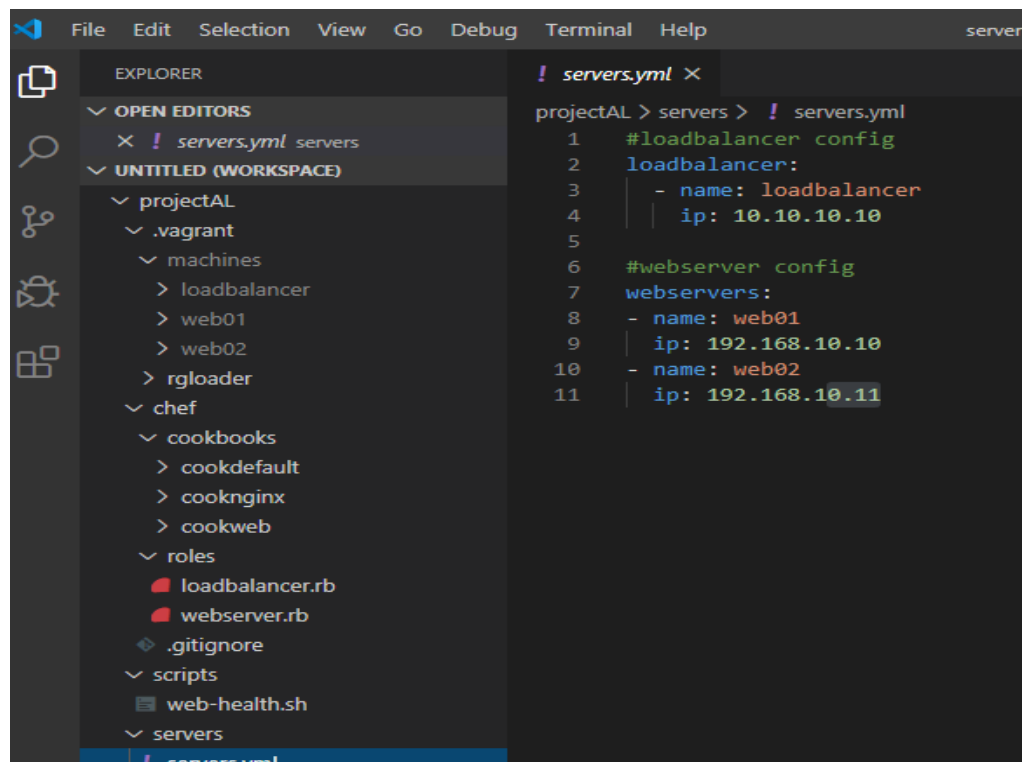 File Edit Selection View Go Debug Terminal Help server
EXPLORER
OPEN EDITORS
! servers.yml servers
UNTITLED (WORKSPACE)
projectAL
.vagrant
machines
loadbalancer
web01
web02
rgloader
chef
cookbooks
cookdefault
cooknginx
cookweb
roles
loadbalancer.rb
webserver.rb
.gitignore
scripts
web-health.sh
servers
! servers.yml
! servers.yml
projectAL > servers > ! servers.yml
1 #loadbalancer config
2 loadbalancer:
3 - name: loadbalancer
4 ip: 10.10.10.10
5
6 #webserver config
7 webservers:
8 - name: web01
9 ip: 192.168.10.10
10 - name: web02
11 ip: 192.168.10.11